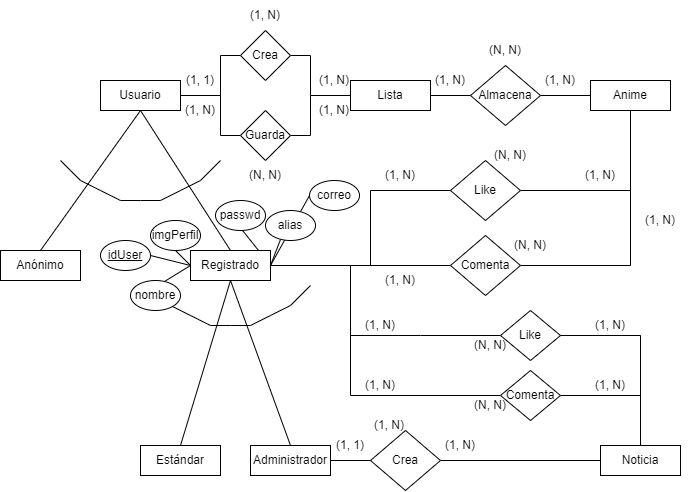 (1, N)
Crea
(N, N)
(1, 1)
(1, N)
(1, N)
(1, N)
Usuario
Lista
Almacena
Anime
(1, N)
(1, N)
Guarda
(N, N)
(N, N)
(1, N)
(1, N)
Like
correo
passwd
alias
(1, N)
imgPerfil
(N, N)
idUser
Anónimo
Registrado
Comenta
(1, N)
nombre
(1, N)
(1, N)
Like
(N, N)
(1, N)
(1, N)
Comenta
(N, N)
(1, N)
(1, 1)
(1, N)
Estándar
Administrador
Crea
Noticia